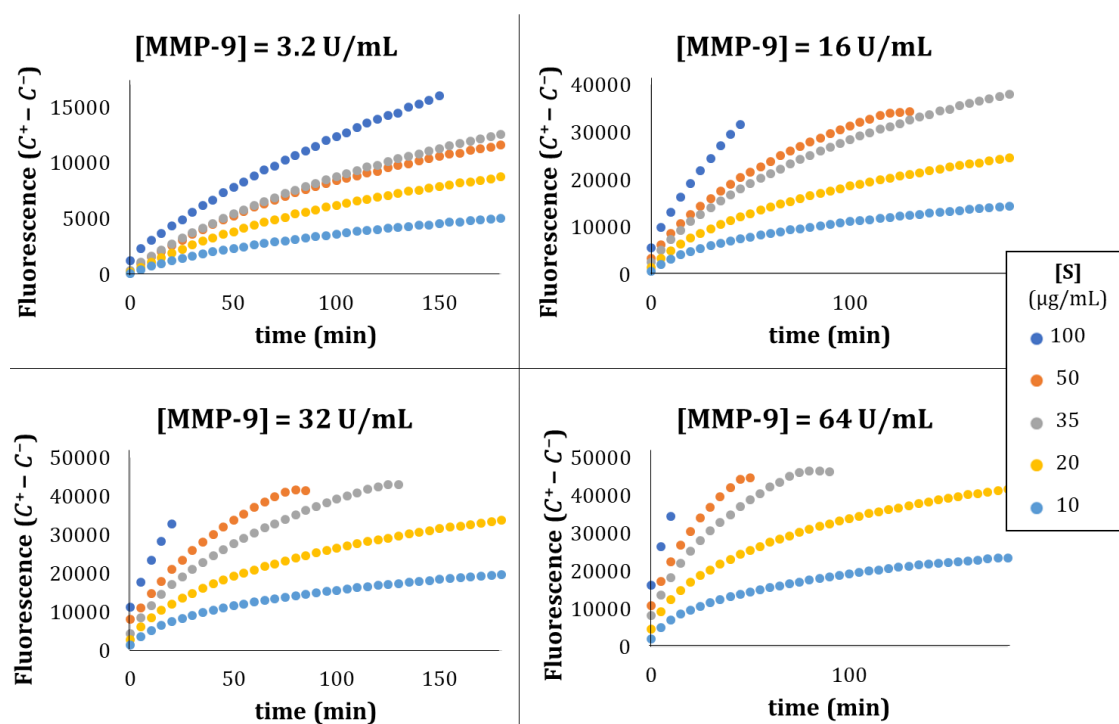 [MMP-9] = 3.2 U/mL
Fluorescence (C⁺ – C⁻)
15000
10000
5000
0
0
50
100
150
time (min)
[MMP-9] = 16 U/mL
Fluorescence (C⁺ – C⁻)
40000
30000
20000
10000
0
0
100
time (min)
[S]
(μg/mL)
100
50
35
20
10
[MMP-9] = 32 U/mL
Fluorescence (C⁺ – C⁻)
50000
40000
30000
20000
10000
0
0
50
100
150
time (min)
[MMP-9] = 64 U/mL
Fluorescence (C⁺ – C⁻)
50000
40000
30000
20000
10000
0
0
100
time (min)